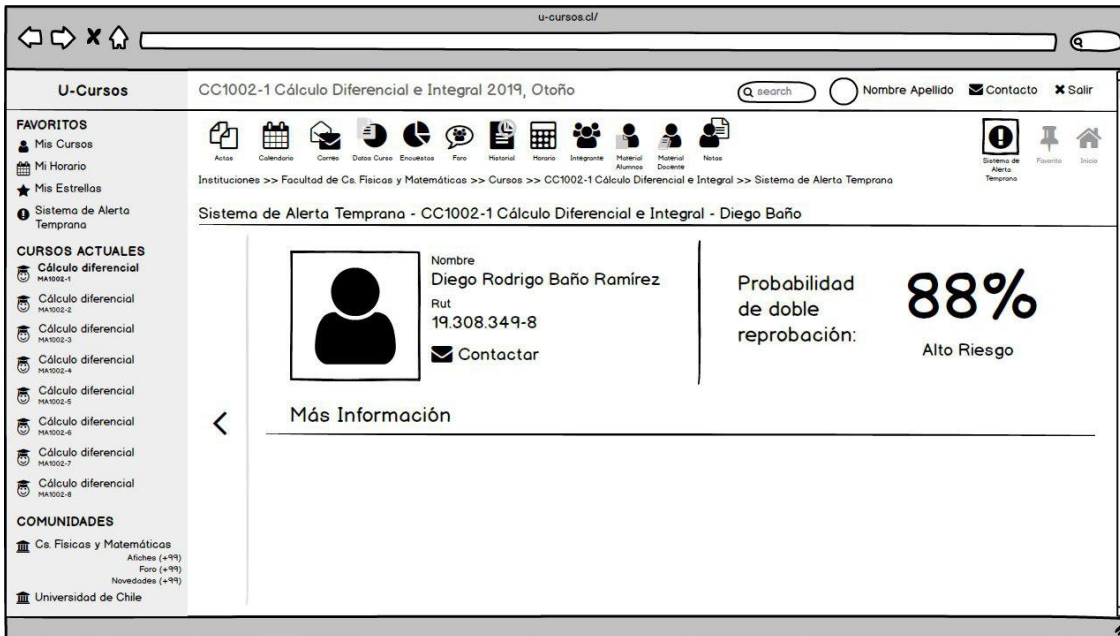 u-cursos.cl/
U-Cursos
CC1002-1 Cálculo Diferencial e Integral 2019, Otoño
search
Nombre Apellido
Contacto
Salir
FAVORITOS
Mis Cursos
Mi Horario
Mis Estrellas
Sistema de Alerta
Temprana
CURSOS ACTUALES
Cálculo diferencial
MA1002-1
Cálculo diferencial
MA1002-2
Cálculo diferencial
MA1002-3
Cálculo diferencial
MA1002-4
Cálculo diferencial
MA1002-5
Cálculo diferencial
MA1002-6
Cálculo diferencial
MA1002-7
Cálculo diferencial
MA1002-8
COMUNIDADES
Cs. Físicas y Matemáticas
Afiches (+99)
Foro (+99)
Novedades (+99)
Universidad de Chile
Actas
Calendario
Correo
Datos Curso
Encuestas
Foro
Historial
Horario
Integrante
Material
Alumnos
Material
Docente
Notas
Sistema de
Alerta
Temprana
Favorito
Inicio
Instituciones >> Facultad de Cs. Físicas y Matemáticas >> Cursos >> CC1002-1 Cálculo Diferencial e Integral >> Sistema de Alerta Temprana
Sistema de Alerta Temprana - CC1002-1 Cálculo Diferencial e Integral - Diego Baño
Nombre
Diego Rodrigo Baño Ramírez
Rut
19.308.349-8
Contactar
Probabilidad
de doble
reprobación:
88%
Alto Riesgo
Más Información